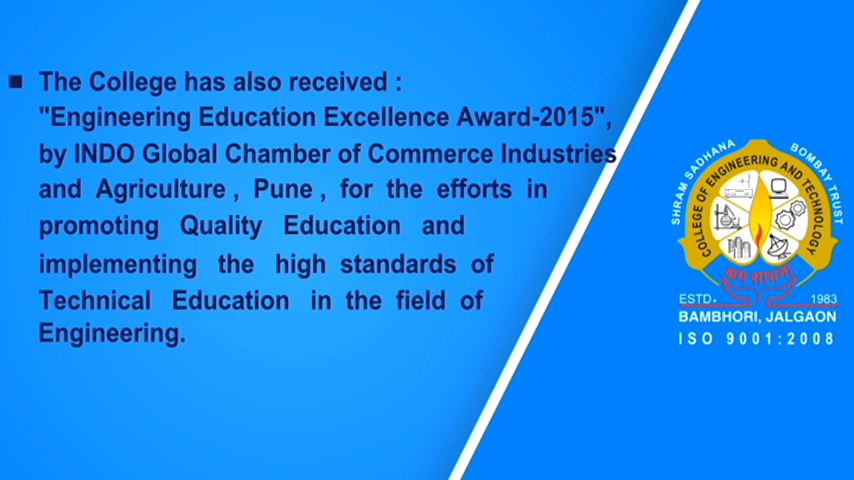 The College has also received :
"Engineering Education Excellence Award-2015",
by INDO Global Chamber of Commerce Industries
and Agriculture , Pune , for the efforts in
promoting Quality Education and
implementing the high standards of
Technical Education in the field of
Engineering.
SHRAM SADHANA BOMBAY TRUST
COLLEGE OF ENGINEERING AND TECHNOLOGY
श्रम साधना
ESTD. 1983
BAMBHORI, JALGAON
ISO 9001:2008